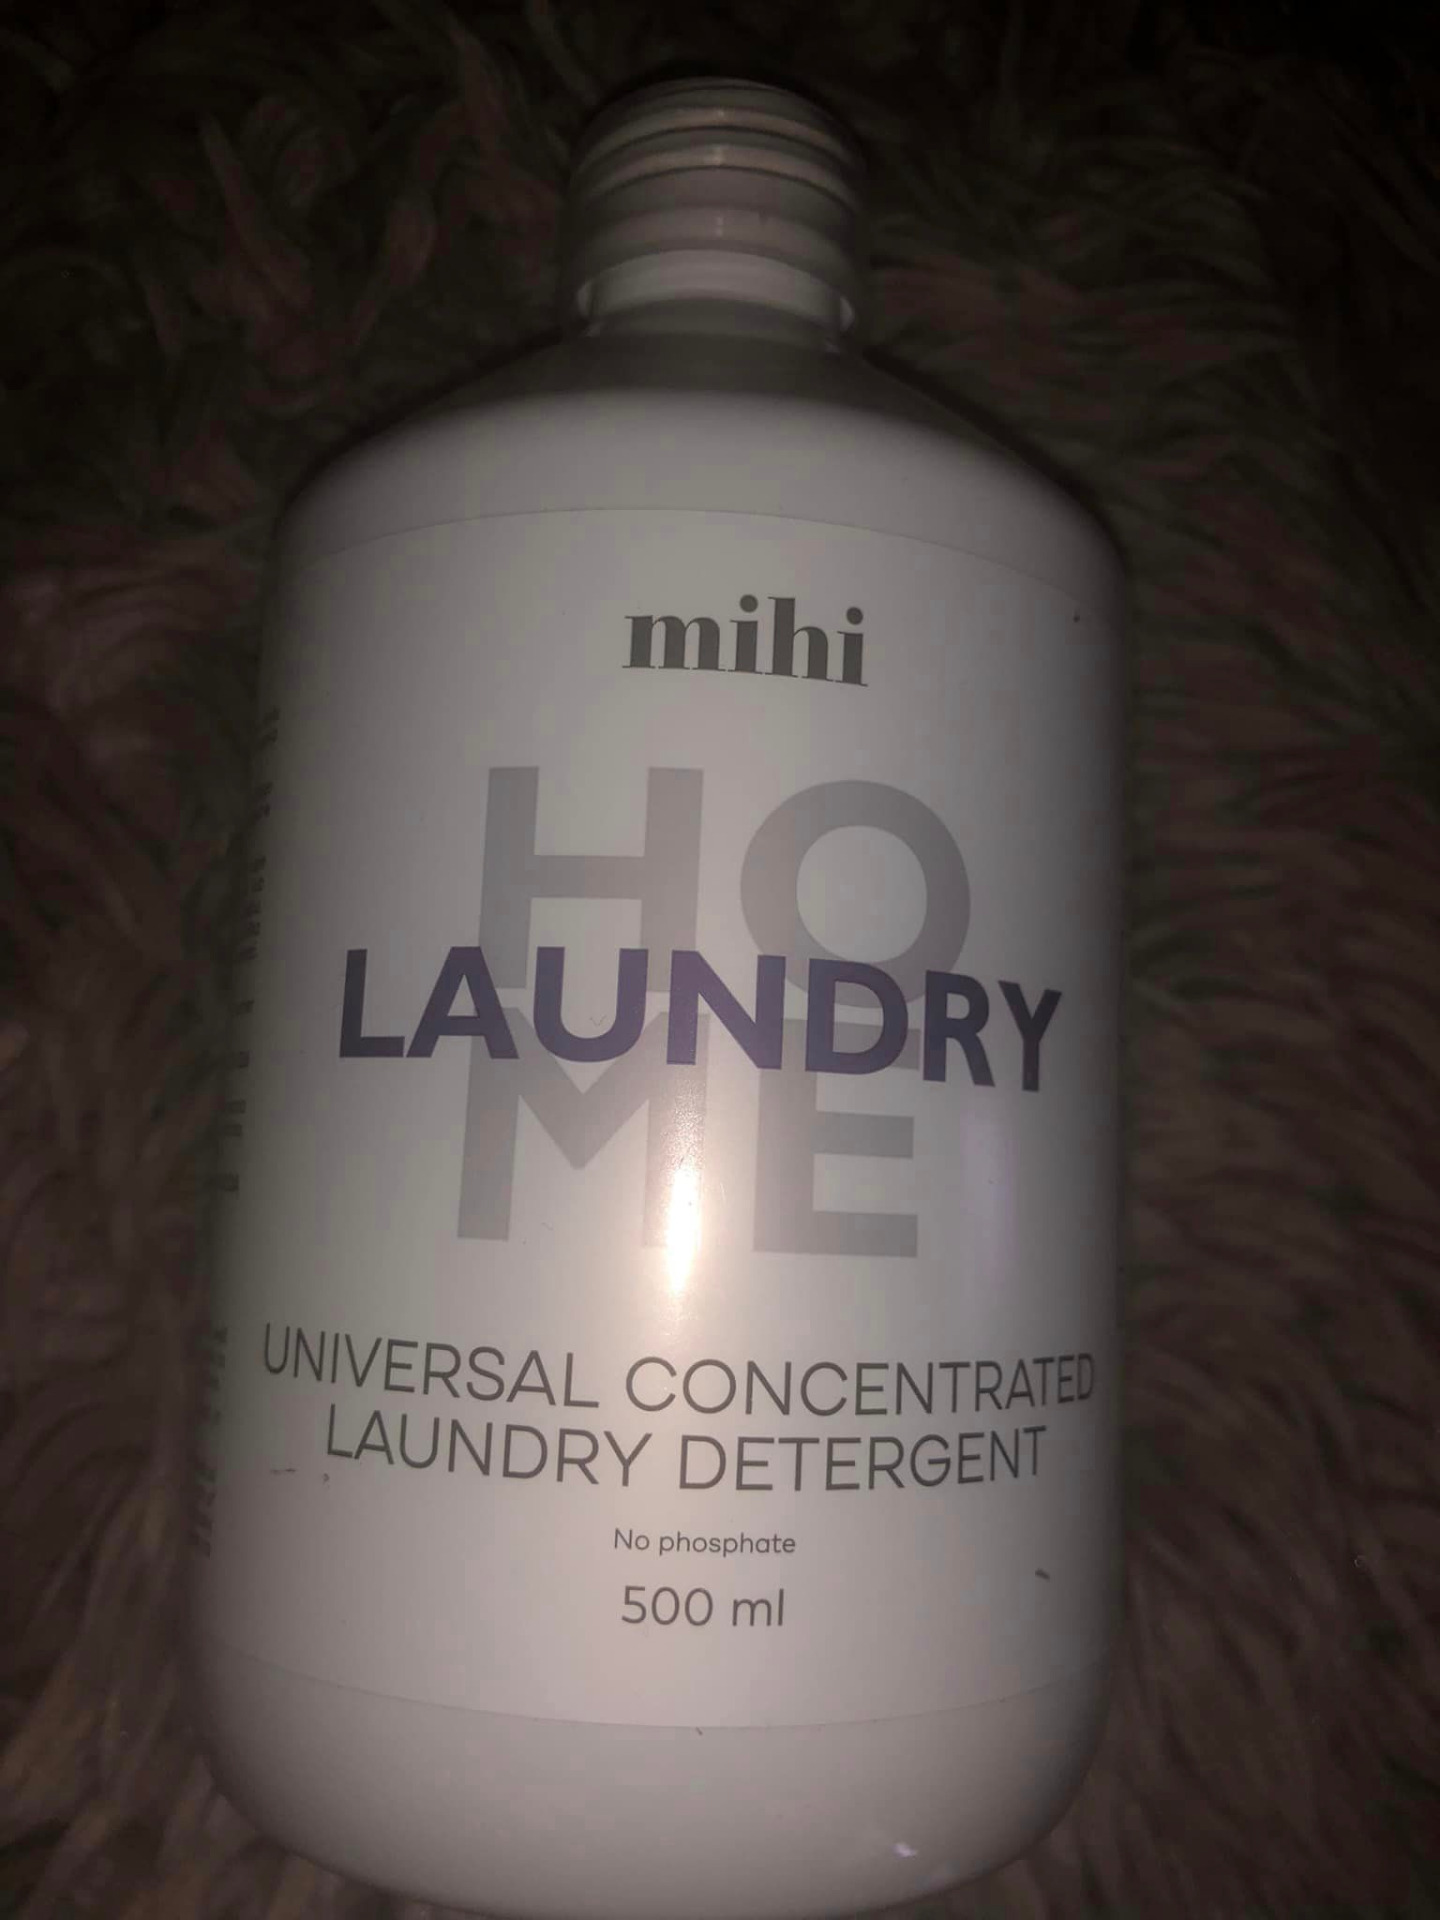 mihi
HO
ME
LAUNDRY
UNIVERSAL CONCENTRATED
LAUNDRY DETERGENT
No phosphate
500 ml